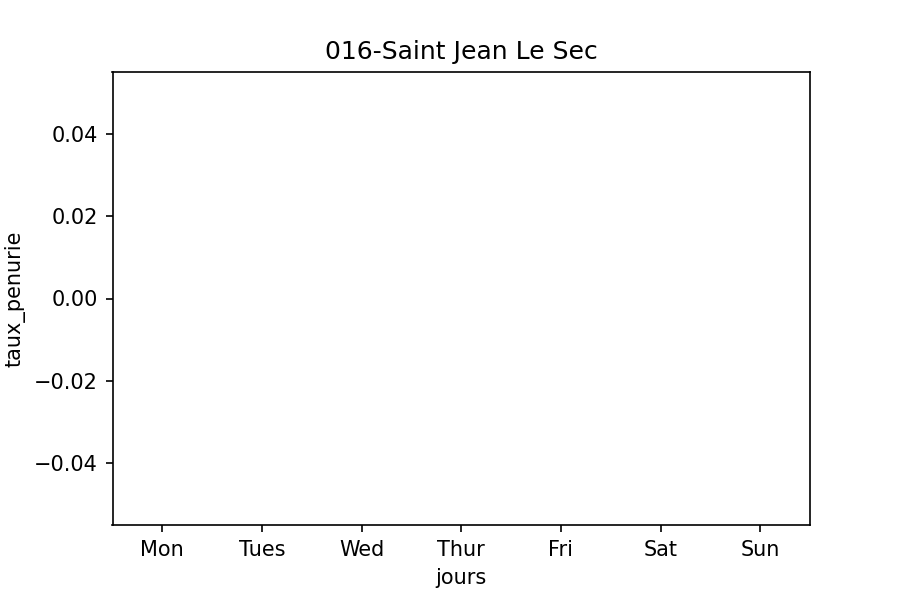 016-Saint Jean Le Sec
0.04
0.02
0.00
−0.02
−0.04
taux_penurie
Mon Tues Wed Thur Fri Sat Sun
jours